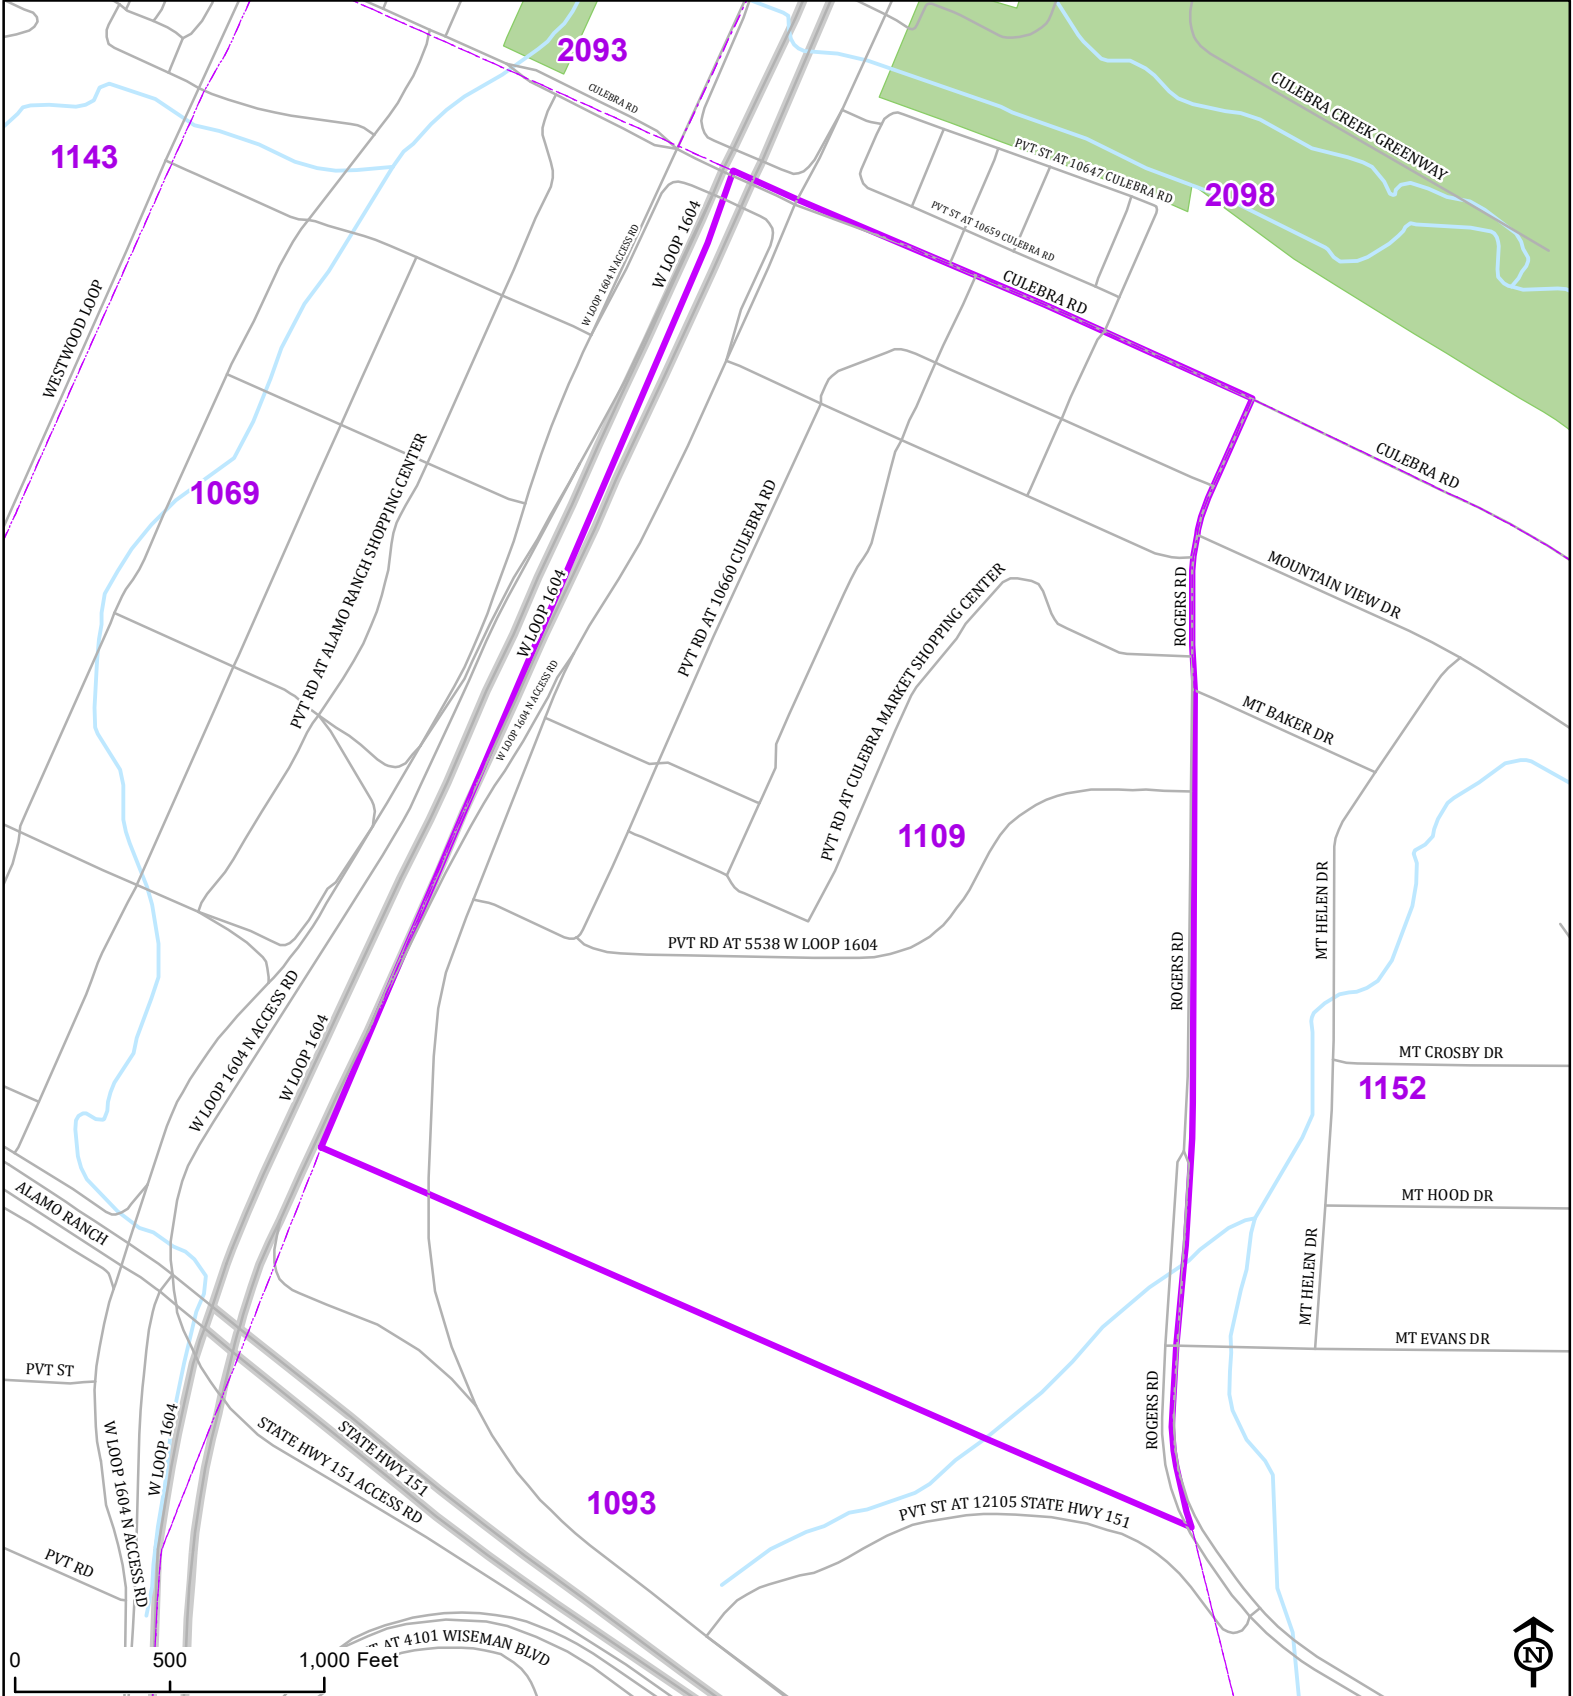 2093
CULEBRA RD
CULEBRA CREEK GREENWAY
1143
PVT ST AT 10647 CULEBRA RD
2098
PVT ST AT 10659 CULEBRA RD
W LOOP 1604
W LOOP 1604 N ACCESS RD
CULEBRA RD
WESTWOOD LOOP
CULEBRA RD
1069
PVT RD AT ALAMO RANCH SHOPPING CENTER
PVT RD AT 10660 CULEBRA RD
W LOOP 1604
W LOOP 1604 N ACCESS RD
PVT RD AT CULEBRA MARKET SHOPPING CENTER
ROGERS RD
MOUNTAIN VIEW DR
MT BAKER DR
1109
MT HELEN DR
PVT RD AT 5538 W LOOP 1604
ROGERS RD
W LOOP 1604 N ACCESS RD
W LOOP 1604
MT CROSBY DR
1152
ALAMO RANCH
MT HOOD DR
MT HELEN DR
MT EVANS DR
PVT ST
ROGERS RD
W LOOP 1604
W LOOP 1604 N ACCESS RD
STATE HWY 151
STATE HWY 151 ACCESS RD
1093
PVT ST AT 12105 STATE HWY 151
PVT RD
AT 4101 WISEMAN BLVD
0 500 1,000 Feet
N